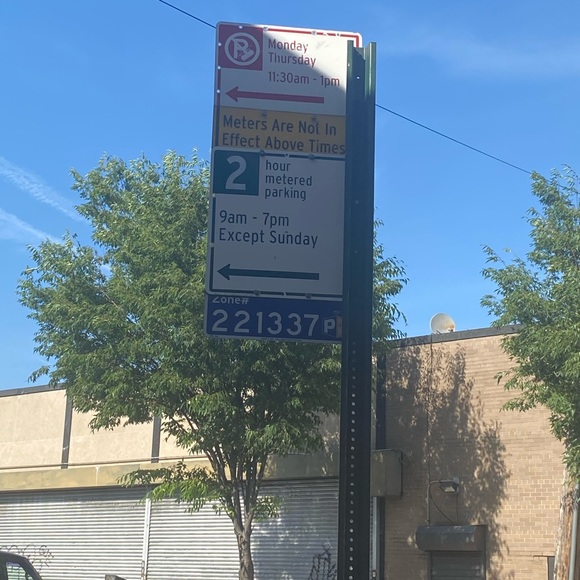 P
Monday
Thursday
11:30am - 1pm
Meters Are Not In
Effect Above Times
2 hour
metered
parking
9am - 7pm
Except Sunday
Zone#
221337 P